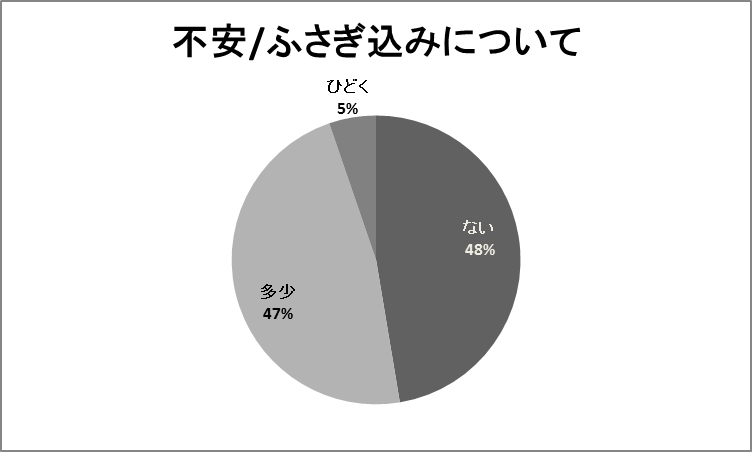 不安/ふさぎ込みについて
ひどく
5%
ない
48%
多少
47%